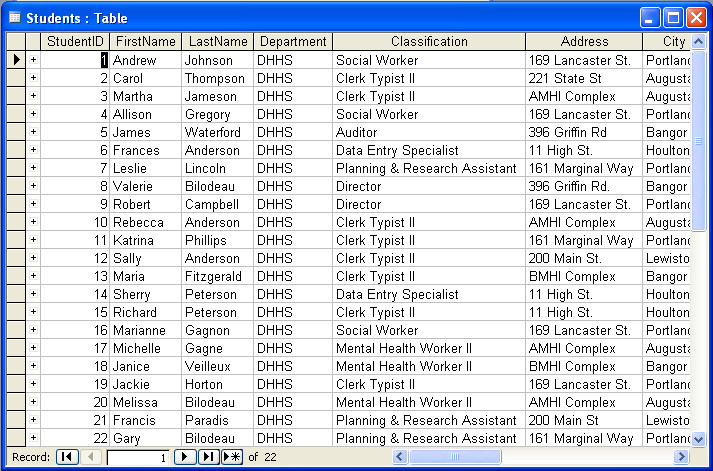 Students : Table
StudentID FirstName LastName Department Classification Address City
1 Andrew Johnson DHHS Social Worker 169 Lancaster St. Portland
2 Carol Thompson DHHS Clerk Typist II 221 State St Augusta
3 Martha Jameson DHHS Clerk Typist II AMHI Complex Augusta
4 Allison Gregory DHHS Social Worker 169 Lancaster St. Portland
5 James Waterford DHHS Auditor 396 Griffin Rd Bangor
6 Frances Anderson DHHS Data Entry Specialist 11 High St. Houlton
7 Leslie Lincoln DHHS Planning & Research Assistant 161 Marginal Way Portland
8 Valerie Bilodeau DHHS Director 396 Griffin Rd. Bangor
9 Robert Campbell DHHS Director 169 Lancaster St. Portland
10 Rebecca Anderson DHHS Clerk Typist II AMHI Complex Augusta
11 Katrina Phillips DHHS Clerk Typist II 161 Marginal Way Portland
12 Sally Anderson DHHS Clerk Typist II 200 Main St. Lewisto
13 Maria Fitzgerald DHHS Clerk Typist II BMHI Complex Bangor
14 Sherry Peterson DHHS Data Entry Specialist 11 High St. Houlton
15 Richard Peterson DHHS Clerk Typist II 11 High St. Houlton
16 Marianne Gagnon DHHS Social Worker 169 Lancaster St. Portland
17 Michelle Gagne DHHS Mental Health Worker II AMHI Complex Augusta
18 Janice Veilleux DHHS Mental Health Worker II BMHI Complex Bangor
19 Jackie Horton DHHS Clerk Typist II 169 Lancaster St. Portland
20 Melissa Bilodeau DHHS Mental Health Worker II AMHI Complex Augusta
21 Francis Paradis DHHS Planning & Research Assistant 200 Main St Lewisto
22 Gary Bilodeau DHHS Planning & Research Assistant 161 Marginal Way Portland
Record: 1 of 22